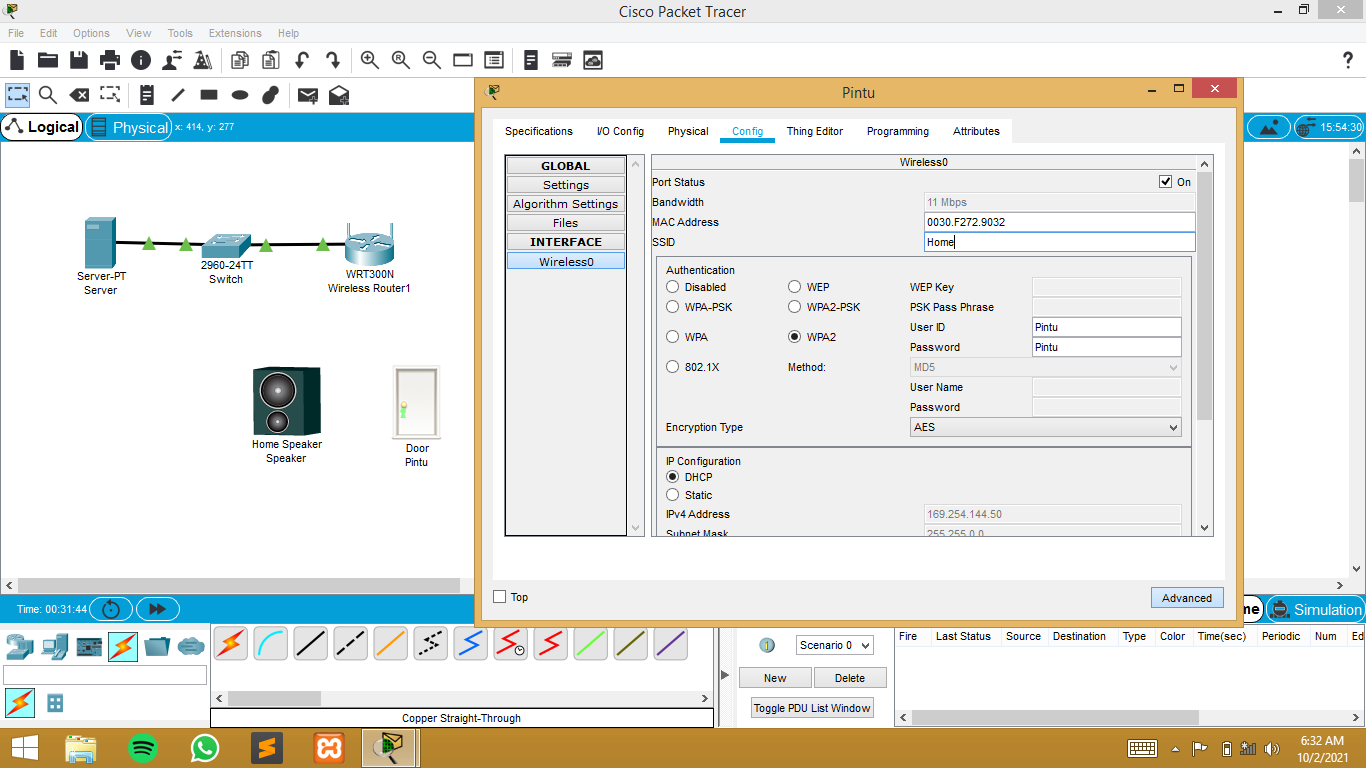 Cisco Packet Tracer
File Edit Options View Tools Extensions Help
?
Logical
Physical
x: 414, y: 277
15:54:30
Server-PT
Server
2960-24TT
Switch
WRT300N
Wireless Router1
Home Speaker
Speaker
Door
Pintu
Pintu
Specifications I/O Config Physical Config Thing Editor Programming Attributes
GLOBAL
Settings
Algorithm Settings
Files
INTERFACE
Wireless0
Wireless0
Port Status On
Bandwidth 11 Mbps
MAC Address 0030.F272.9032
SSID Home
Authentication
Disabled WEP WEP Key
WPA-PSK WPA2-PSK PSK Pass Phrase
User ID Pintu
WPA WPA2
Password Pintu
802.1X Method: MD5
User Name
Password
Encryption Type AES
IP Configuration
DHCP
Static
IPv4 Address 169.254.144.50
Subnet Mask 255.255.0.0
Top
Advanced
Time: 00:31:44
me
Simulation
Copper Straight-Through
Scenario 0
New Delete
Toggle PDU List Window
Fire Last Status Source Destination Type Color Time(sec) Periodic Num Ed
6:32 AM
10/2/2021